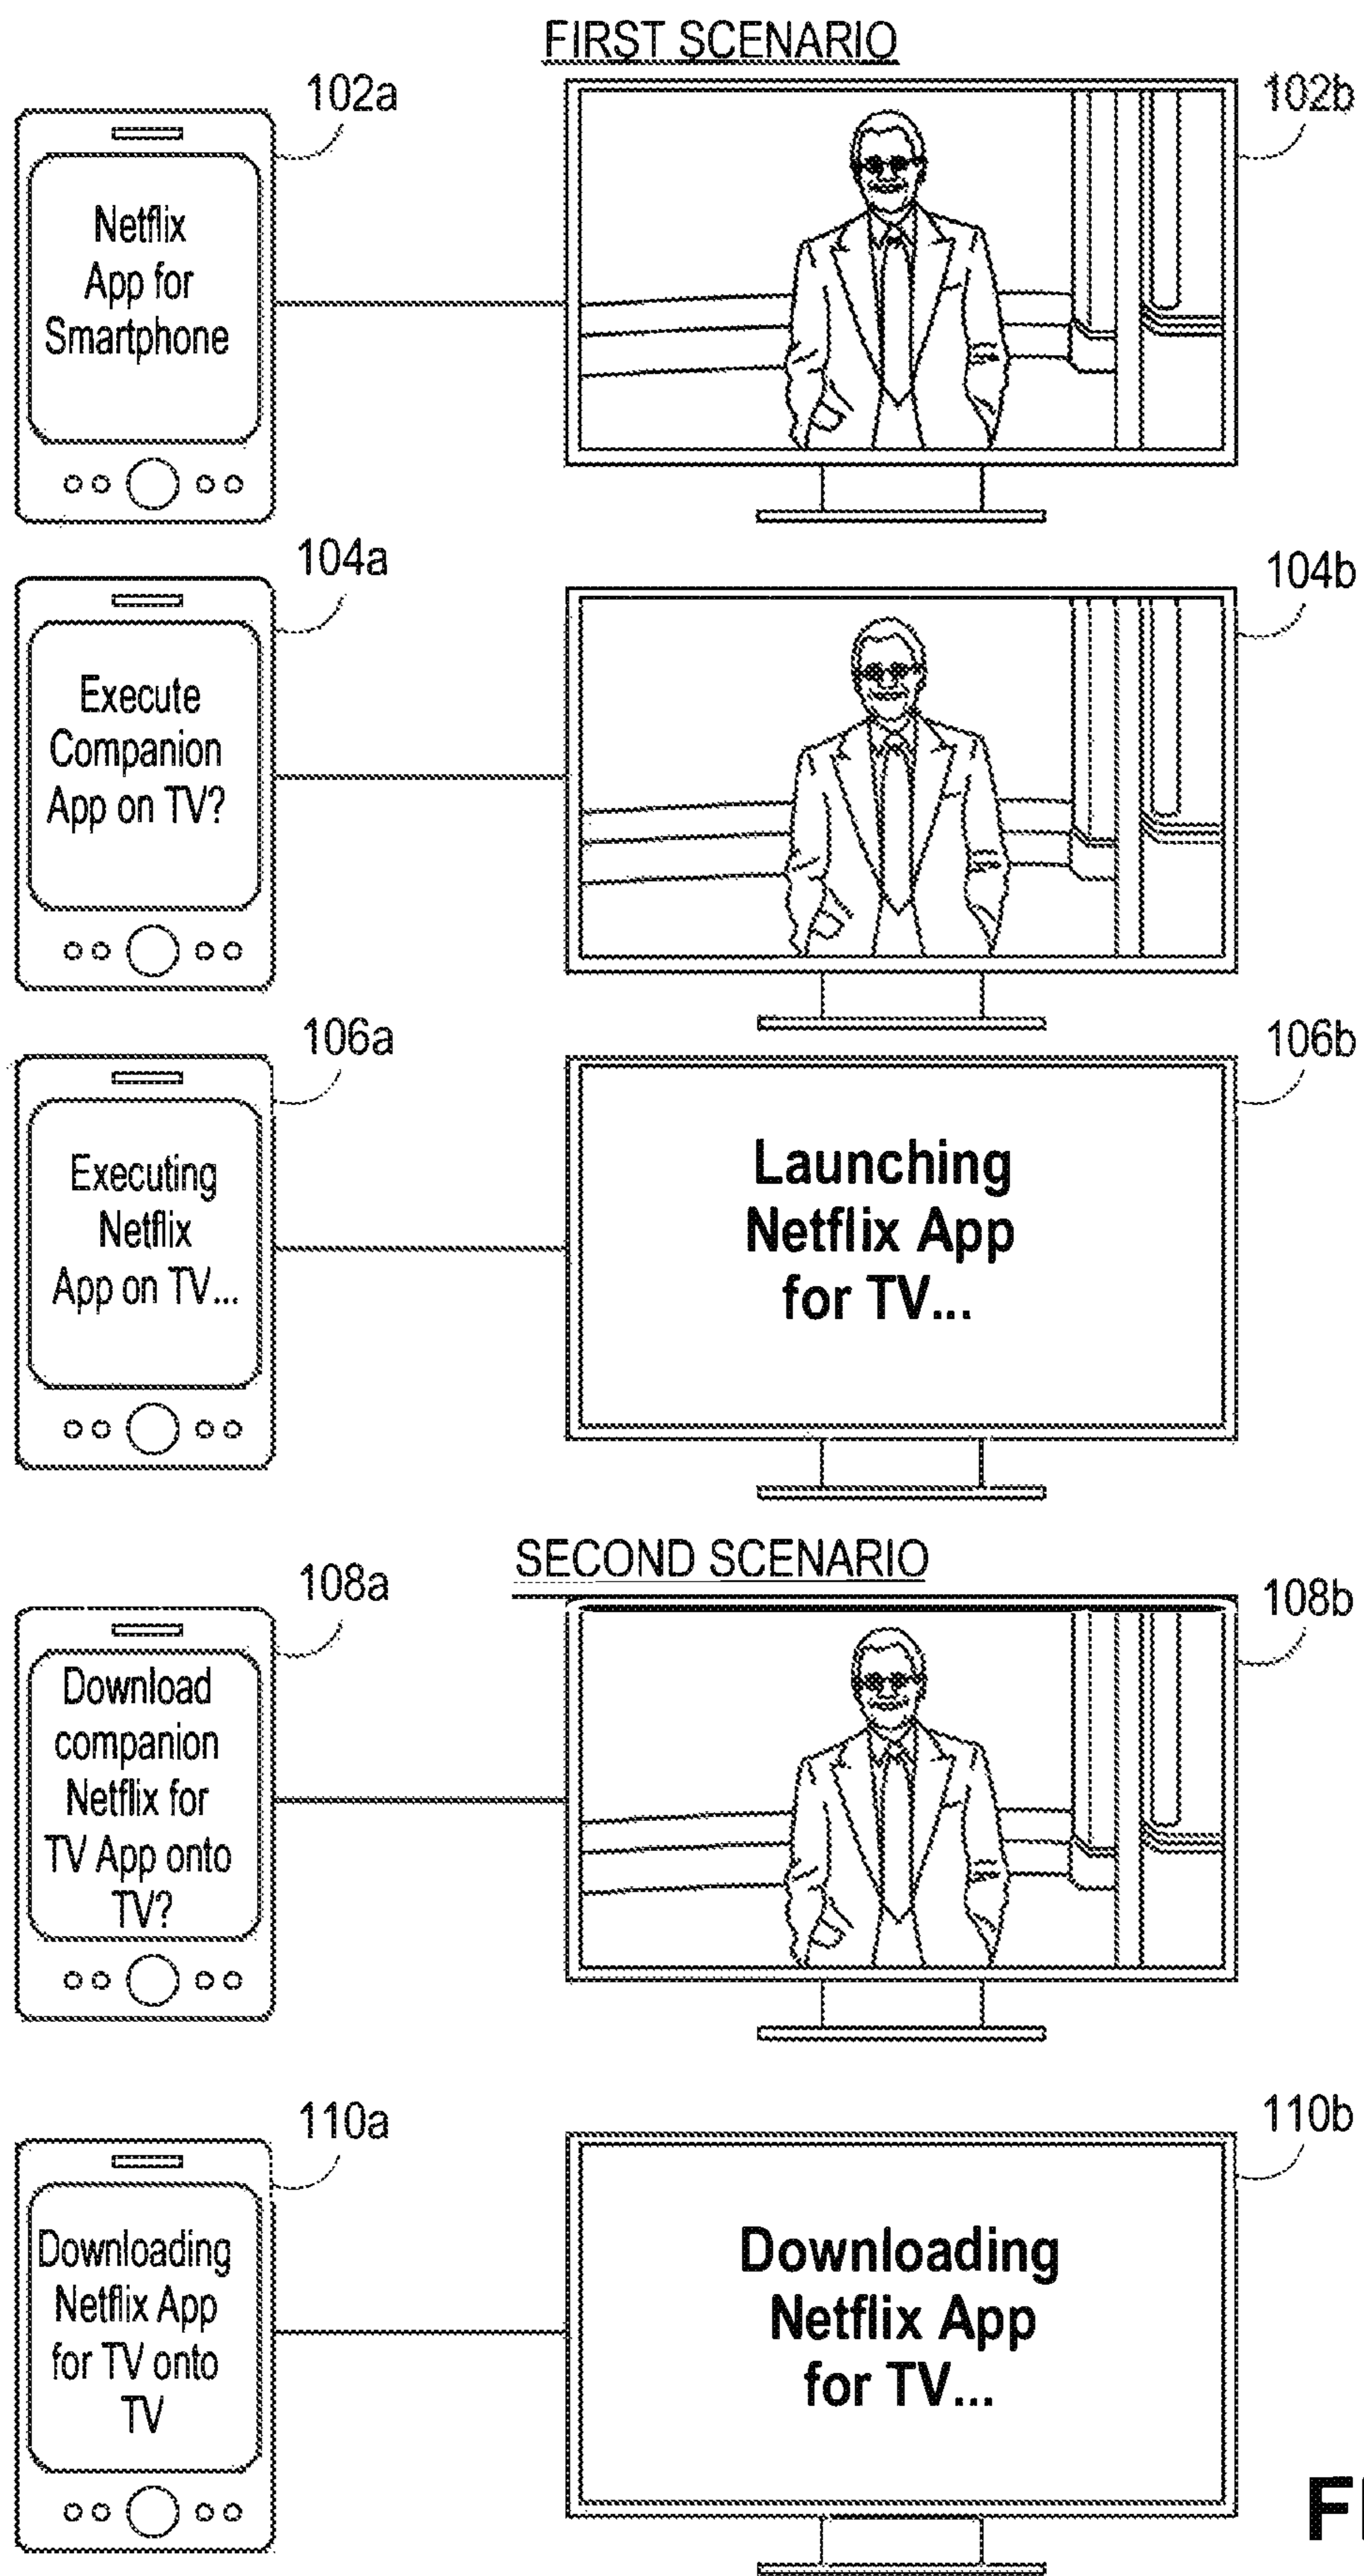 FIRST SCENARIO
102a
102b
Netflix
App for
Smartphone
104a
104b
Execute
Companion
App on TV?
106a
106b
Executing
Netflix
App on TV...
Launching
Netflix App
for TV...
SECOND SCENARIO
108a
108b
Download
companion
Netflix for
TV App onto
TV?
110a
110b
Downloading
Netflix App
for TV onto
TV
Downloading
Netflix App
for TV...